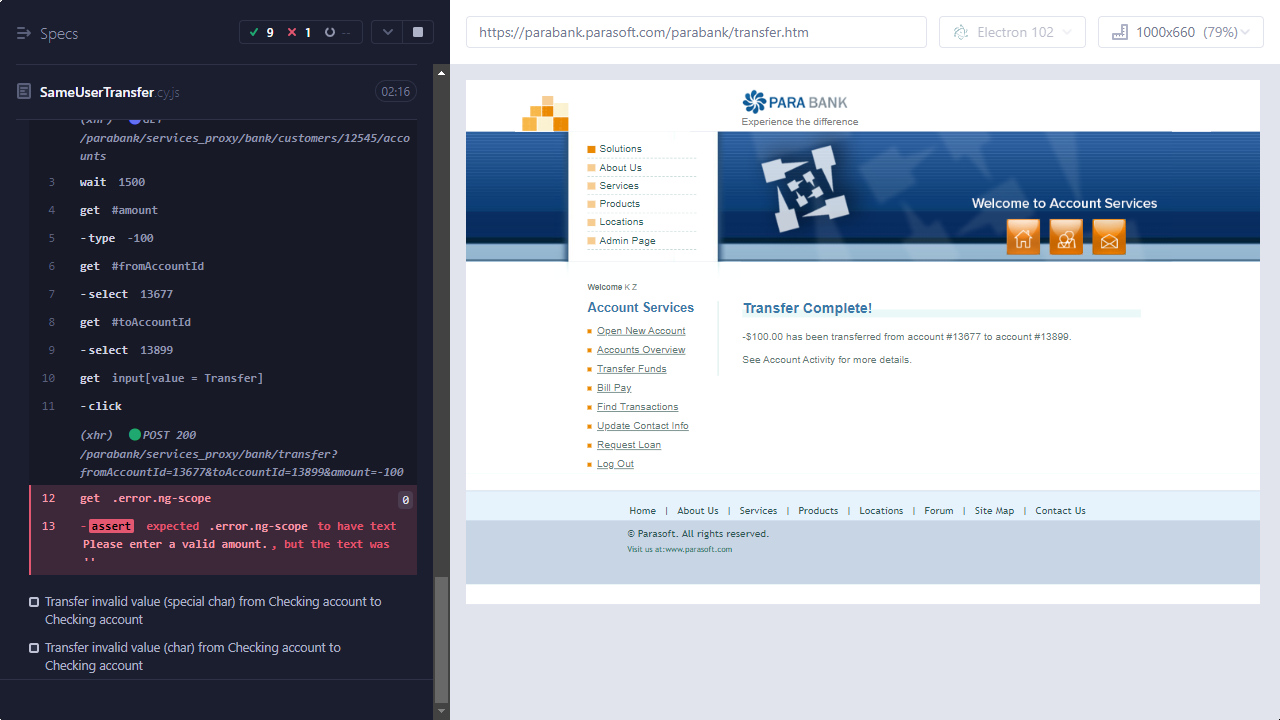 Specs
9
1
--
SameUserTransfer.cy.js
02:16
(xhr) GET
/parabank/services_proxy/bank/customers/12545/acco
unts
3 wait 1500
4 get #amount
5 -type -100
6 get #fromAccountId
7 -select 13677
8 get #toAccountId
9 -select 13899
10 get input[value = Transfer]
11 -click
(xhr) POST 200
/parabank/services_proxy/bank/transfer?
fromAccountId=13677&toAccountId=13899&amount=-100
12 get .error.ng-scope 0
13 -assert expected .error.ng-scope to have text
Please enter a valid amount. , but the text was
''
Transfer invalid value (special char) from Checking account to
Checking account
Transfer invalid value (char) from Checking account to
Checking account
https://parabank.parasoft.com/parabank/transfer.htm
Electron 102
1000x660 (79%)
PARA BANK
Experience the difference
Solutions
About Us
Services
Products
Locations
Admin Page
Welcome to Account Services
Welcome K Z
Account Services
Open New Account
Accounts Overview
Transfer Funds
Bill Pay
Find Transactions
Update Contact Info
Request Loan
Log Out
Transfer Complete!
-$100.00 has been transferred from account #13677 to account #13899.
See Account Activity for more details.
Home | About Us | Services | Products | Locations | Forum | Site Map | Contact Us
© Parasoft. All rights reserved.
Visit us at:www.parasoft.com